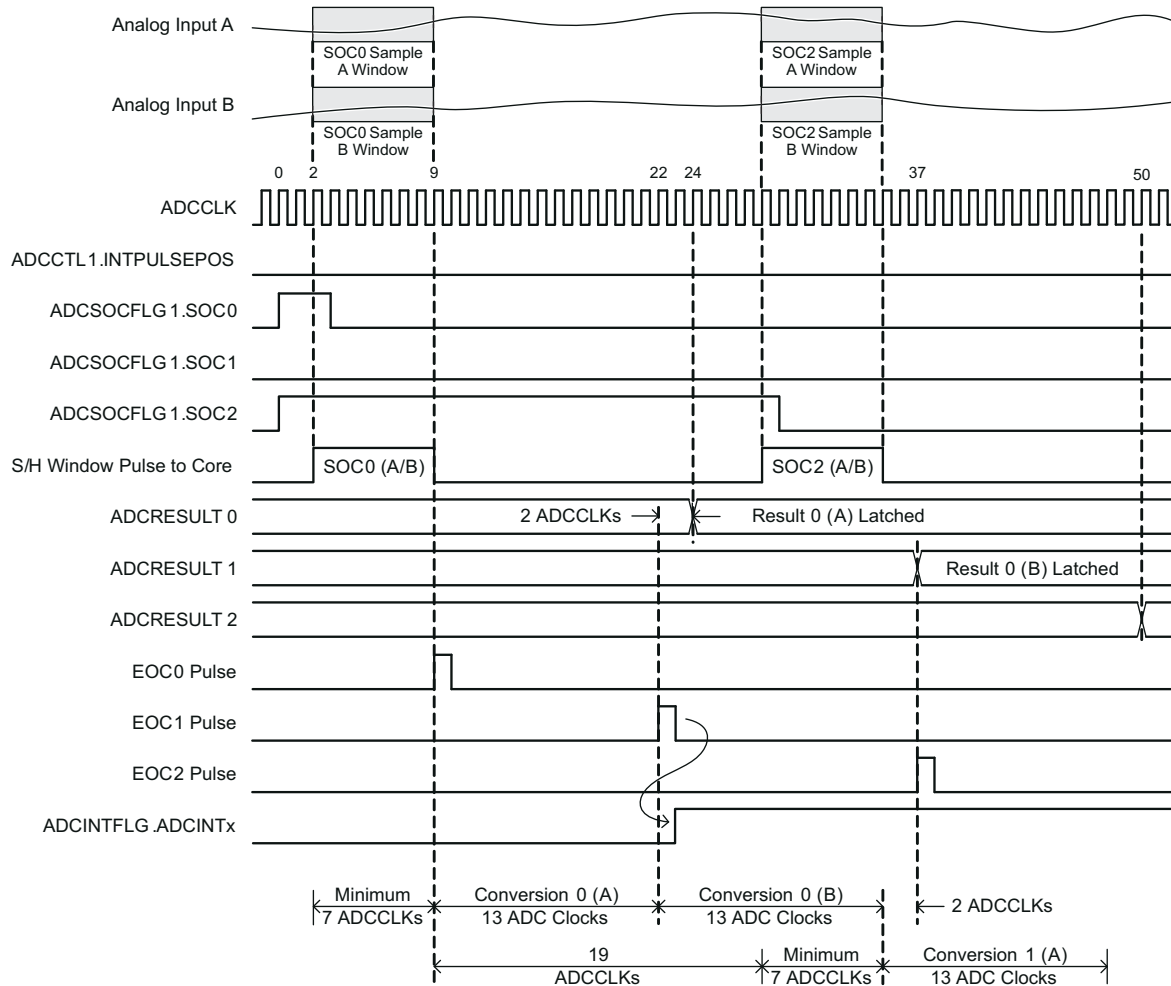 Analog Input A
SOC0 Sample
A Window
SOC2 Sample
A Window
Analog Input B
SOC0 Sample
B Window
SOC2 Sample
B Window
0 2 9 22 24 37 50
ADCCLK
ADCCTL1.INTPULSEPOS
ADCSOCFLG1.SOC0
ADCSOCFLG1.SOC1
ADCSOCFLG1.SOC2
S/H Window Pulse to Core
SOC0 (A/B)
SOC2 (A/B)
ADCRESULT 0
2 ADCCLKs
Result 0 (A) Latched
ADCRESULT 1
Result 0 (B) Latched
ADCRESULT 2
EOC0 Pulse
EOC1 Pulse
EOC2 Pulse
ADCINTFLG.ADCINTx
Minimum
7 ADCCLKs
Conversion 0 (A)
13 ADC Clocks
Conversion 0 (B)
13 ADC Clocks
2 ADCCLKs
19
ADCCLKs
Minimum
7 ADCCLKs
Conversion 1 (A)
13 ADC Clocks